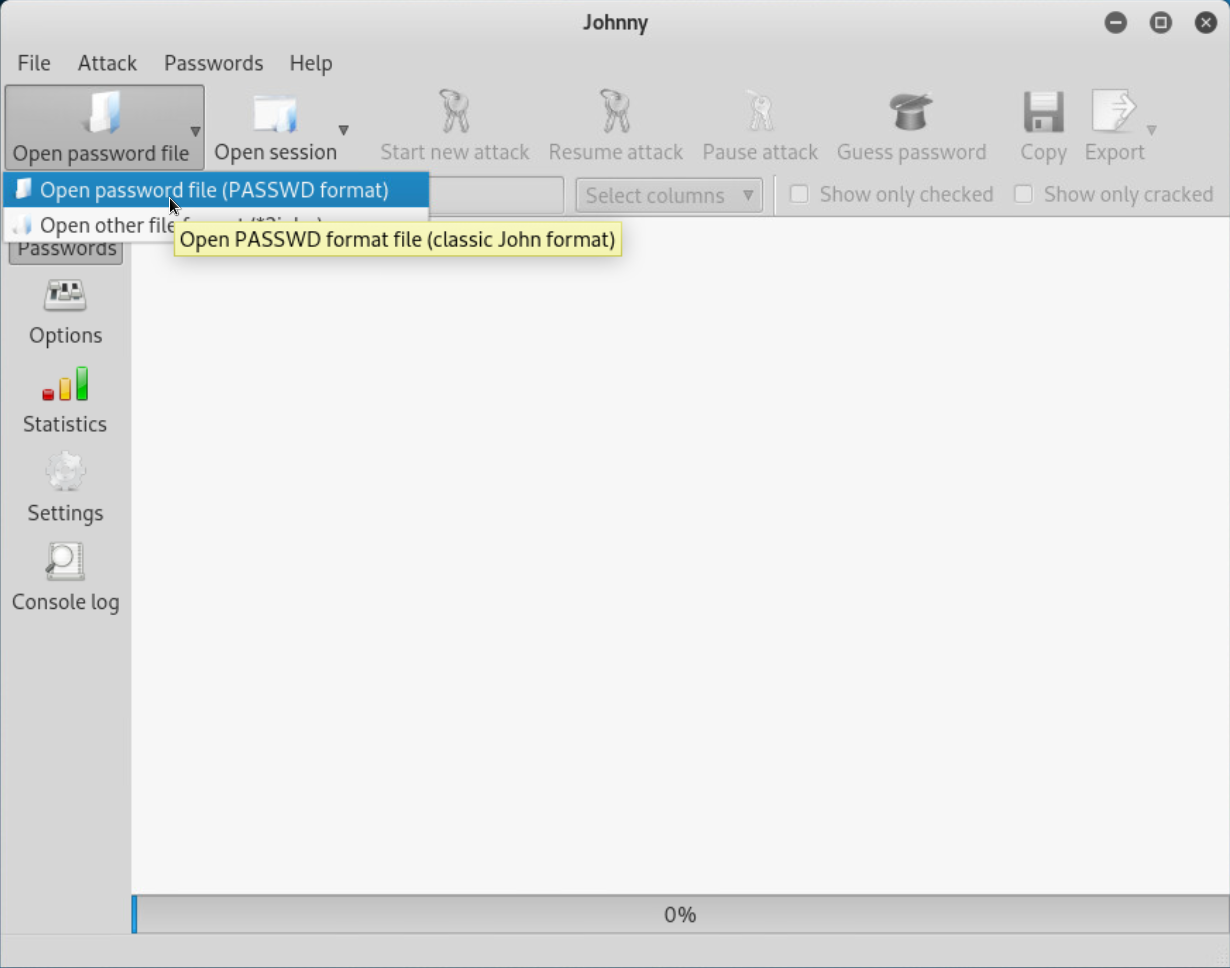 Johnny
File Attack Passwords Help
Open password file Open session Start new attack Resume attack Pause attack Guess password Copy Export
Open password file (PASSWD format)
Select columns Show only checked Show only cracked
Open other file
Open PASSWD format file (classic John format)
Passwords
Options
Statistics
Settings
Console log
0%